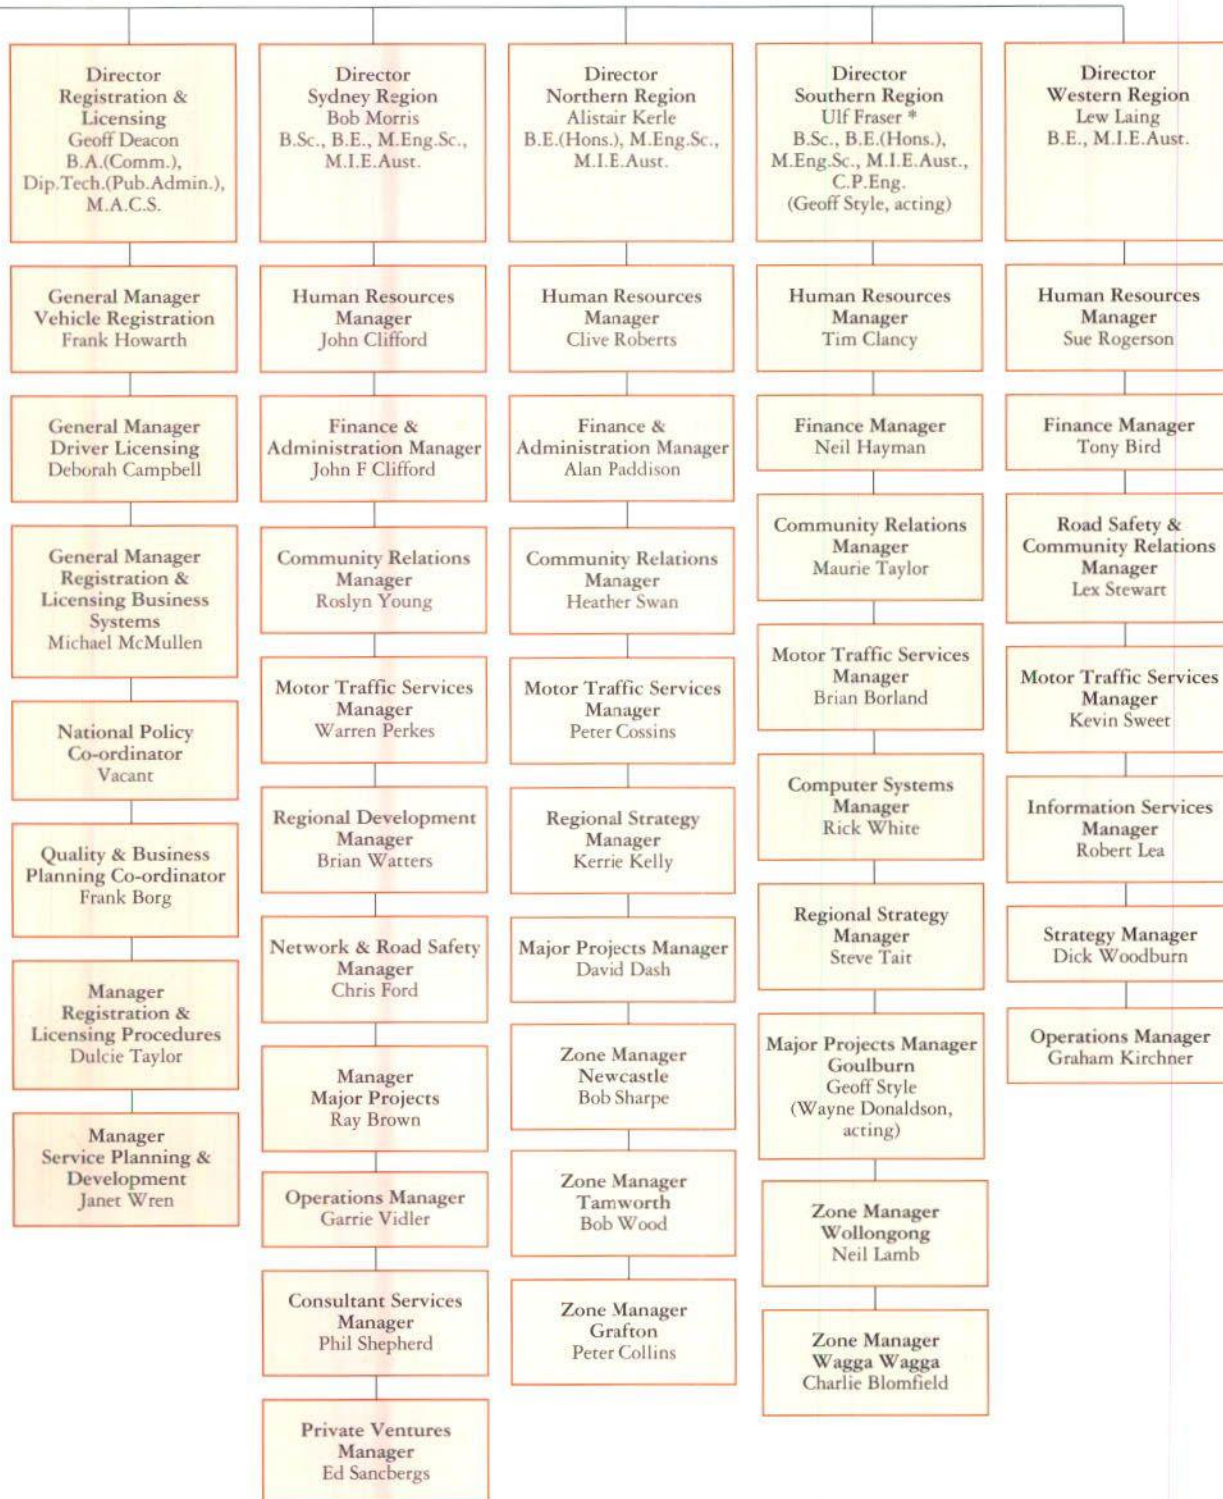 Director
Registration &
Licensing
Geoff Deacon
B.A.(Comm.),
Dip.Tech.(Pub.Admin.),
M.A.C.S.
General Manager
Vehicle Registration
Frank Howarth
General Manager
Driver Licensing
Deborah Campbell
General Manager
Registration &
Licensing Business
Systems
Michael McMullen
National Policy
Co-ordinator
Vacant
Quality & Business
Planning Co-ordinator
Frank Borg
Manager
Registration &
Licensing Procedures
Dulcie Taylor
Manager
Service Planning &
Development
Janet Wren
Director
Sydney Region
Bob Morris
B.Sc., B.E., M.Eng.Sc.,
M.I.E.Aust.
Human Resources
Manager
John Clifford
Finance &
Administration Manager
John F Clifford
Community Relations
Manager
Roslyn Young
Motor Traffic Services
Manager
Warren Perkes
Regional Development
Manager
Brian Watters
Network & Road Safety
Manager
Chris Ford
Manager
Major Projects
Ray Brown
Operations Manager
Garrie Vidler
Consultant Services
Manager
Phil Shepherd
Private Ventures
Manager
Ed Sancbergs
Director
Northern Region
Alistair Kerle
B.E.(Hons.), M.Eng.Sc.,
M.I.E.Aust.
Human Resources
Manager
Clive Roberts
Finance &
Administration Manager
Alan Paddison
Community Relations
Manager
Heather Swan
Motor Traffic Services
Manager
Peter Cossins
Regional Strategy
Manager
Kerrie Kelly
Major Projects Manager
David Dash
Zone Manager
Newcastle
Bob Sharpe
Zone Manager
Tamworth
Bob Wood
Zone Manager
Grafton
Peter Collins
Director
Southern Region
Ulf Fraser *
B.Sc., B.E.(Hons.),
M.Eng.Sc., M.I.E.Aust.,
C.P.Eng.
(Geoff Style, acting)
Human Resources
Manager
Tim Clancy
Finance Manager
Neil Hayman
Community Relations
Manager
Maurie Taylor
Motor Traffic Services
Manager
Brian Borland
Computer Systems
Manager
Rick White
Regional Strategy
Manager
Steve Tait
Major Projects Manager
Goulburn
Geoff Style
(Wayne Donaldson,
acting)
Zone Manager
Wollongong
Neil Lamb
Zone Manager
Wagga Wagga
Charlie Blomfield
Director
Western Region
Lew Laing
B.E., M.I.E.Aust.
Human Resources
Manager
Sue Rogerson
Finance Manager
Tony Bird
Road Safety &
Community Relations
Manager
Lex Stewart
Motor Traffic Services
Manager
Kevin Sweet
Information Services
Manager
Robert Lea
Strategy Manager
Dick Woodburn
Operations Manager
Graham Kirchner